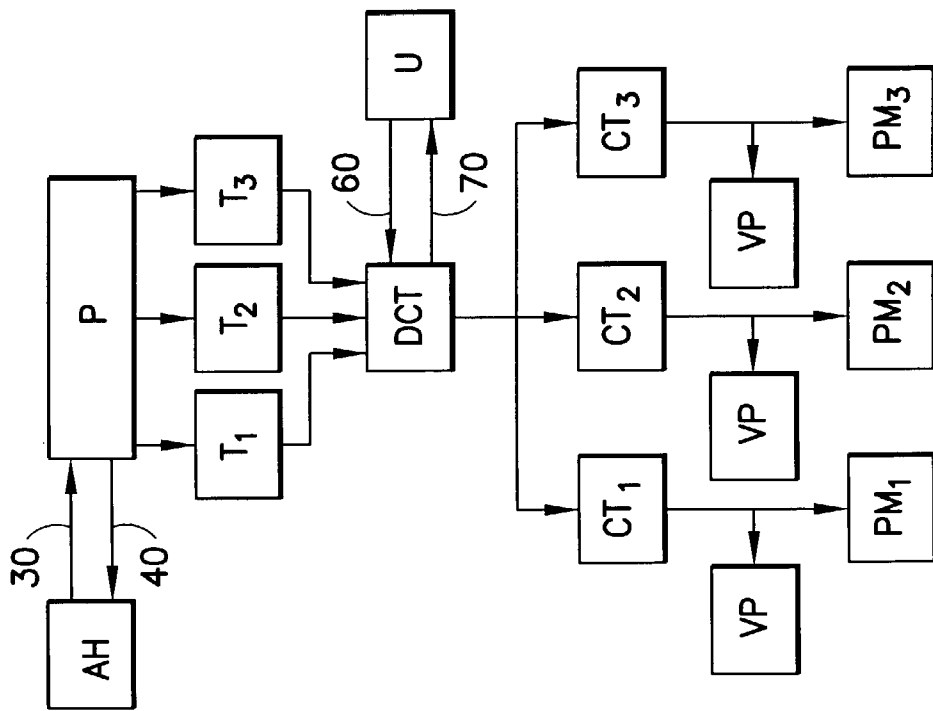 AH
30
40
P
T₁
T₂
T₃
DCT
60
70
U
CT₁
CT₂
CT₃
VP
VP
VP
PM₁
PM₂
PM₃